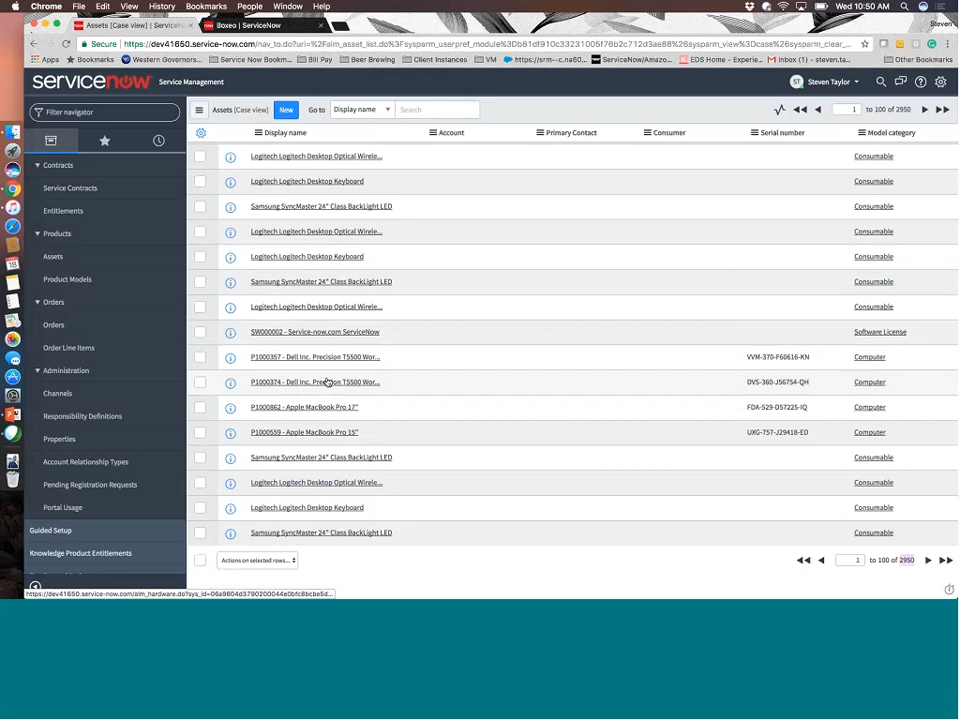 Chrome File Edit View History Bookmarks People Window Help Wed 10:50 AM
Assets [Case view] | ServiceN Boxeo | ServiceNow Steven
Secure https://dev41650.service-now.com/nav_to.do?uri=%2Falm_asset_list.do%3Fsysparm_userpref_module%3Db81df910c33231005f76b2c712d3ae88%26sysparm_view%3Dcase%26sysparm_clear_...
Apps Bookmarks Western Governors... Service Now Bookm... Bill Pay Beer Brewing Client Instances VM https://srm--c.na60... ServiceNow/Amazo... EDS Home - Experie... Inbox (1) - steven.ta... Other Bookmarks
servicenow Service Management ST Steven Taylor
Filter navigator Assets [Case view] New Go to Display name Search 1 to 100 of 2950
Display name Account Primary Contact Consumer Serial number Model category
Logitech Logitech Desktop Optical Wirele... Consumable
Contracts
Logitech Logitech Desktop Keyboard Consumable
Service Contracts
Samsung SyncMaster 24" Class BackLight LED Consumable
Entitlements
Products Logitech Logitech Desktop Optical Wirele... Consumable
Assets Logitech Logitech Desktop Keyboard Consumable
Product Models Samsung SyncMaster 24" Class BackLight LED Consumable
Orders Logitech Logitech Desktop Optical Wirele... Consumable
Orders SW000002 - Service-now.com ServiceNow Software License
Order Line Items P1000357 - Dell Inc. Precision T5500 Wor... VVM-370-F60616-KN Computer
Administration P1000374 - Dell Inc. Precision T5500 Wor... DVS-360-J56754-QH Computer
Channels
Responsibility Definitions P1000862 - Apple MacBook Pro 17" FDA-529-D57225-IQ Computer
Properties P1000559 - Apple MacBook Pro 15" UXG-757-J29418-ED Computer
Account Relationship Types Samsung SyncMaster 24" Class BackLight LED Consumable
Pending Registration Requests Logitech Logitech Desktop Optical Wirele... Consumable
Portal Usage Logitech Logitech Desktop Keyboard Consumable
Guided Setup Samsung SyncMaster 24" Class BackLight LED Consumable
Knowledge Product Entitlements Actions on selected rows... 1 to 100 of 2950